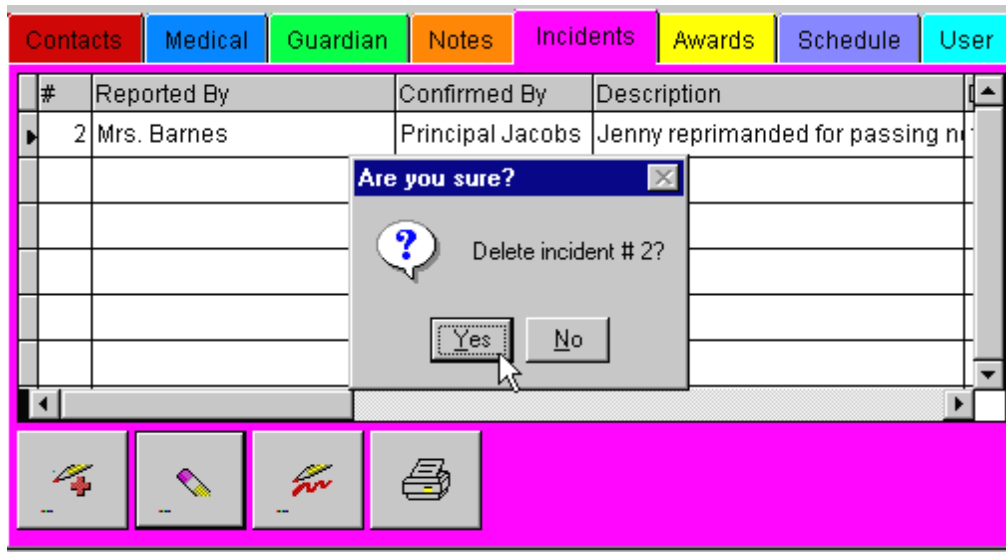 Contacts Medical Guardian Notes Incidents Awards Schedule User
# Reported By Confirmed By Description
2 Mrs. Barnes Principal Jacobs Jenny reprimanded for passing
Are you sure?
Delete incident # 2?
Yes No